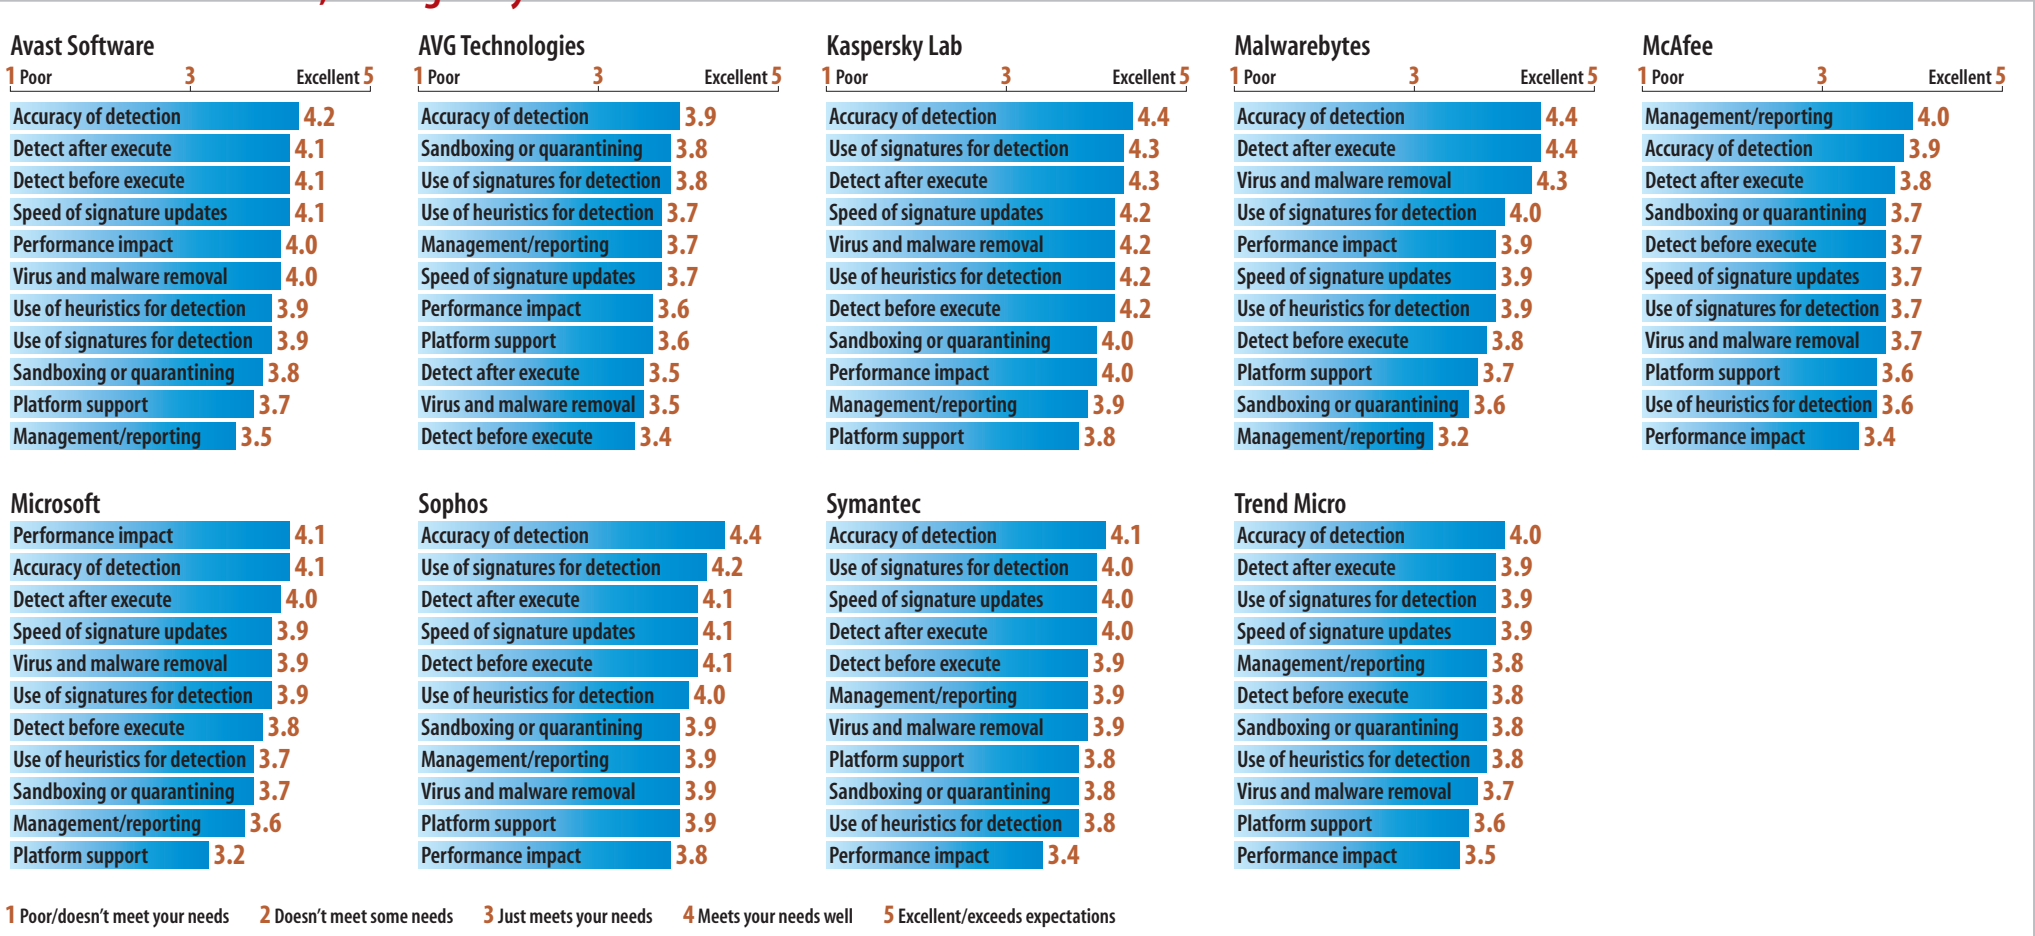 Avast Software
1 Poor 3 Excellent 5
Accuracy of detection 4.2
Detect after execute 4.1
Detect before execute 4.1
Speed of signature updates 4.1
Performance impact 4.0
Virus and malware removal 4.0
Use of heuristics for detection 3.9
Use of signatures for detection 3.9
Sandboxing or quarantining 3.8
Platform support 3.7
Management/reporting 3.5
AVG Technologies
1 Poor 3 Excellent 5
Accuracy of detection 3.9
Sandboxing or quarantining 3.8
Use of signatures for detection 3.8
Use of heuristics for detection 3.7
Management/reporting 3.7
Speed of signature updates 3.7
Performance impact 3.6
Platform support 3.6
Detect after execute 3.5
Virus and malware removal 3.5
Detect before execute 3.4
Kaspersky Lab
1 Poor 3 Excellent 5
Accuracy of detection 4.4
Use of signatures for detection 4.3
Detect after execute 4.3
Speed of signature updates 4.2
Virus and malware removal 4.2
Use of heuristics for detection 4.2
Detect before execute 4.2
Sandboxing or quarantining 4.0
Performance impact 4.0
Management/reporting 3.9
Platform support 3.8
Malwarebytes
1 Poor 3 Excellent 5
Accuracy of detection 4.4
Detect after execute 4.4
Virus and malware removal 4.3
Use of signatures for detection 4.0
Performance impact 3.9
Speed of signature updates 3.9
Use of heuristics for detection 3.9
Detect before execute 3.8
Platform support 3.7
Sandboxing or quarantining 3.6
Management/reporting 3.2
McAfee
1 Poor 3 Excellent 5
Management/reporting 4.0
Accuracy of detection 3.9
Detect after execute 3.8
Sandboxing or quarantining 3.7
Detect before execute 3.7
Speed of signature updates 3.7
Use of signatures for detection 3.7
Virus and malware removal 3.7
Platform support 3.6
Use of heuristics for detection 3.6
Performance impact 3.4
Microsoft
Performance impact 4.1
Accuracy of detection 4.1
Detect after execute 4.0
Speed of signature updates 3.9
Virus and malware removal 3.9
Use of signatures for detection 3.9
Detect before execute 3.8
Use of heuristics for detection 3.7
Sandboxing or quarantining 3.7
Management/reporting 3.6
Platform support 3.2
Sophos
Accuracy of detection 4.4
Use of signatures for detection 4.2
Detect after execute 4.1
Speed of signature updates 4.1
Detect before execute 4.1
Use of heuristics for detection 4.0
Sandboxing or quarantining 3.9
Management/reporting 3.9
Virus and malware removal 3.9
Platform support 3.9
Performance impact 3.8
Symantec
Accuracy of detection 4.1
Use of signatures for detection 4.0
Speed of signature updates 4.0
Detect after execute 4.0
Detect before execute 3.9
Management/reporting 3.9
Virus and malware removal 3.9
Platform support 3.8
Sandboxing or quarantining 3.8
Use of heuristics for detection 3.8
Performance impact 3.4
Trend Micro
Accuracy of detection 4.0
Detect after execute 3.9
Use of signatures for detection 3.9
Speed of signature updates 3.9
Management/reporting 3.8
Detect before execute 3.8
Sandboxing or quarantining 3.8
Use of heuristics for detection 3.8
Virus and malware removal 3.7
Platform support 3.6
Performance impact 3.5
1 Poor/doesn't meet your needs 2 Doesn't meet some needs 3 Just meets your needs 4 Meets your needs well 5 Excellent/exceeds expectations